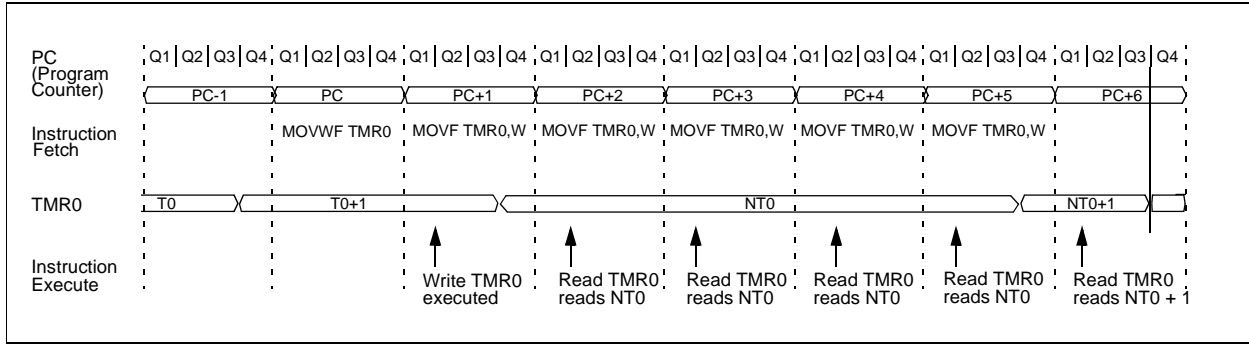 PC
(Program
Counter)
Q1 Q2 Q3 Q4 Q1 Q2 Q3 Q4 Q1 Q2 Q3 Q4 Q1 Q2 Q3 Q4 Q1 Q2 Q3 Q4 Q1 Q2 Q3 Q4 Q1 Q2 Q3 Q4 Q1 Q2 Q3 Q4
PC-1 PC PC+1 PC+2 PC+3 PC+4 PC+5 PC+6
Instruction
Fetch
MOVWF TMR0 MOVF TMR0,W MOVF TMR0,W MOVF TMR0,W MOVF TMR0,W MOVF TMR0,W
TMR0
T0 T0+1 NT0 NT0+1
Instruction
Execute
Write TMR0
executed
Read TMR0
reads NT0
Read TMR0
reads NT0
Read TMR0
reads NT0
Read TMR0
reads NT0
Read TMR0
reads NT0 + 1